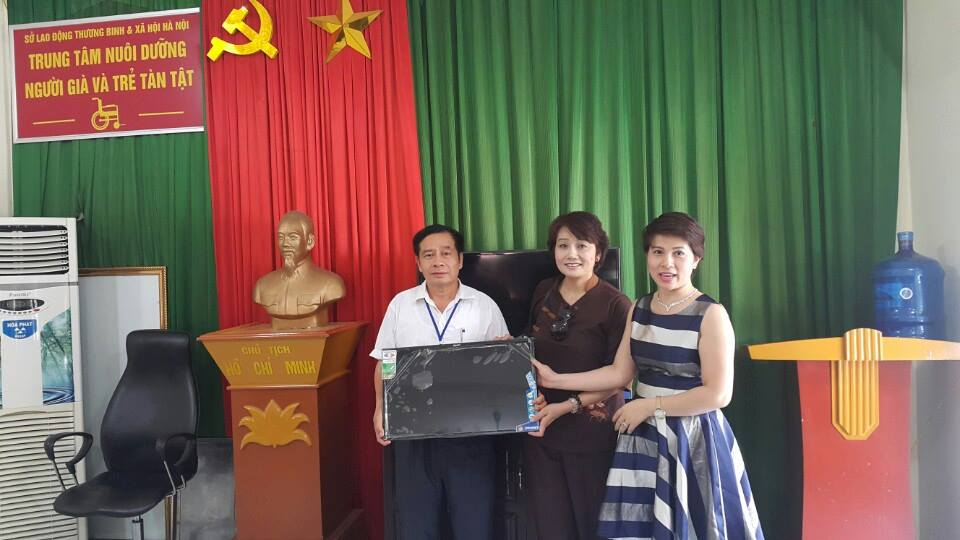 SỞ LAO ĐỘNG THƯƠNG BINH & XÃ HỘI HÀ NỘI
TRUNG TÂM NUÔI DƯỠNG
NGƯỜI GIÀ VÀ TRẺ TÀN TẬT
HÒA PHÁT
CHỦ TỊCH
HỒ CHÍ MINH